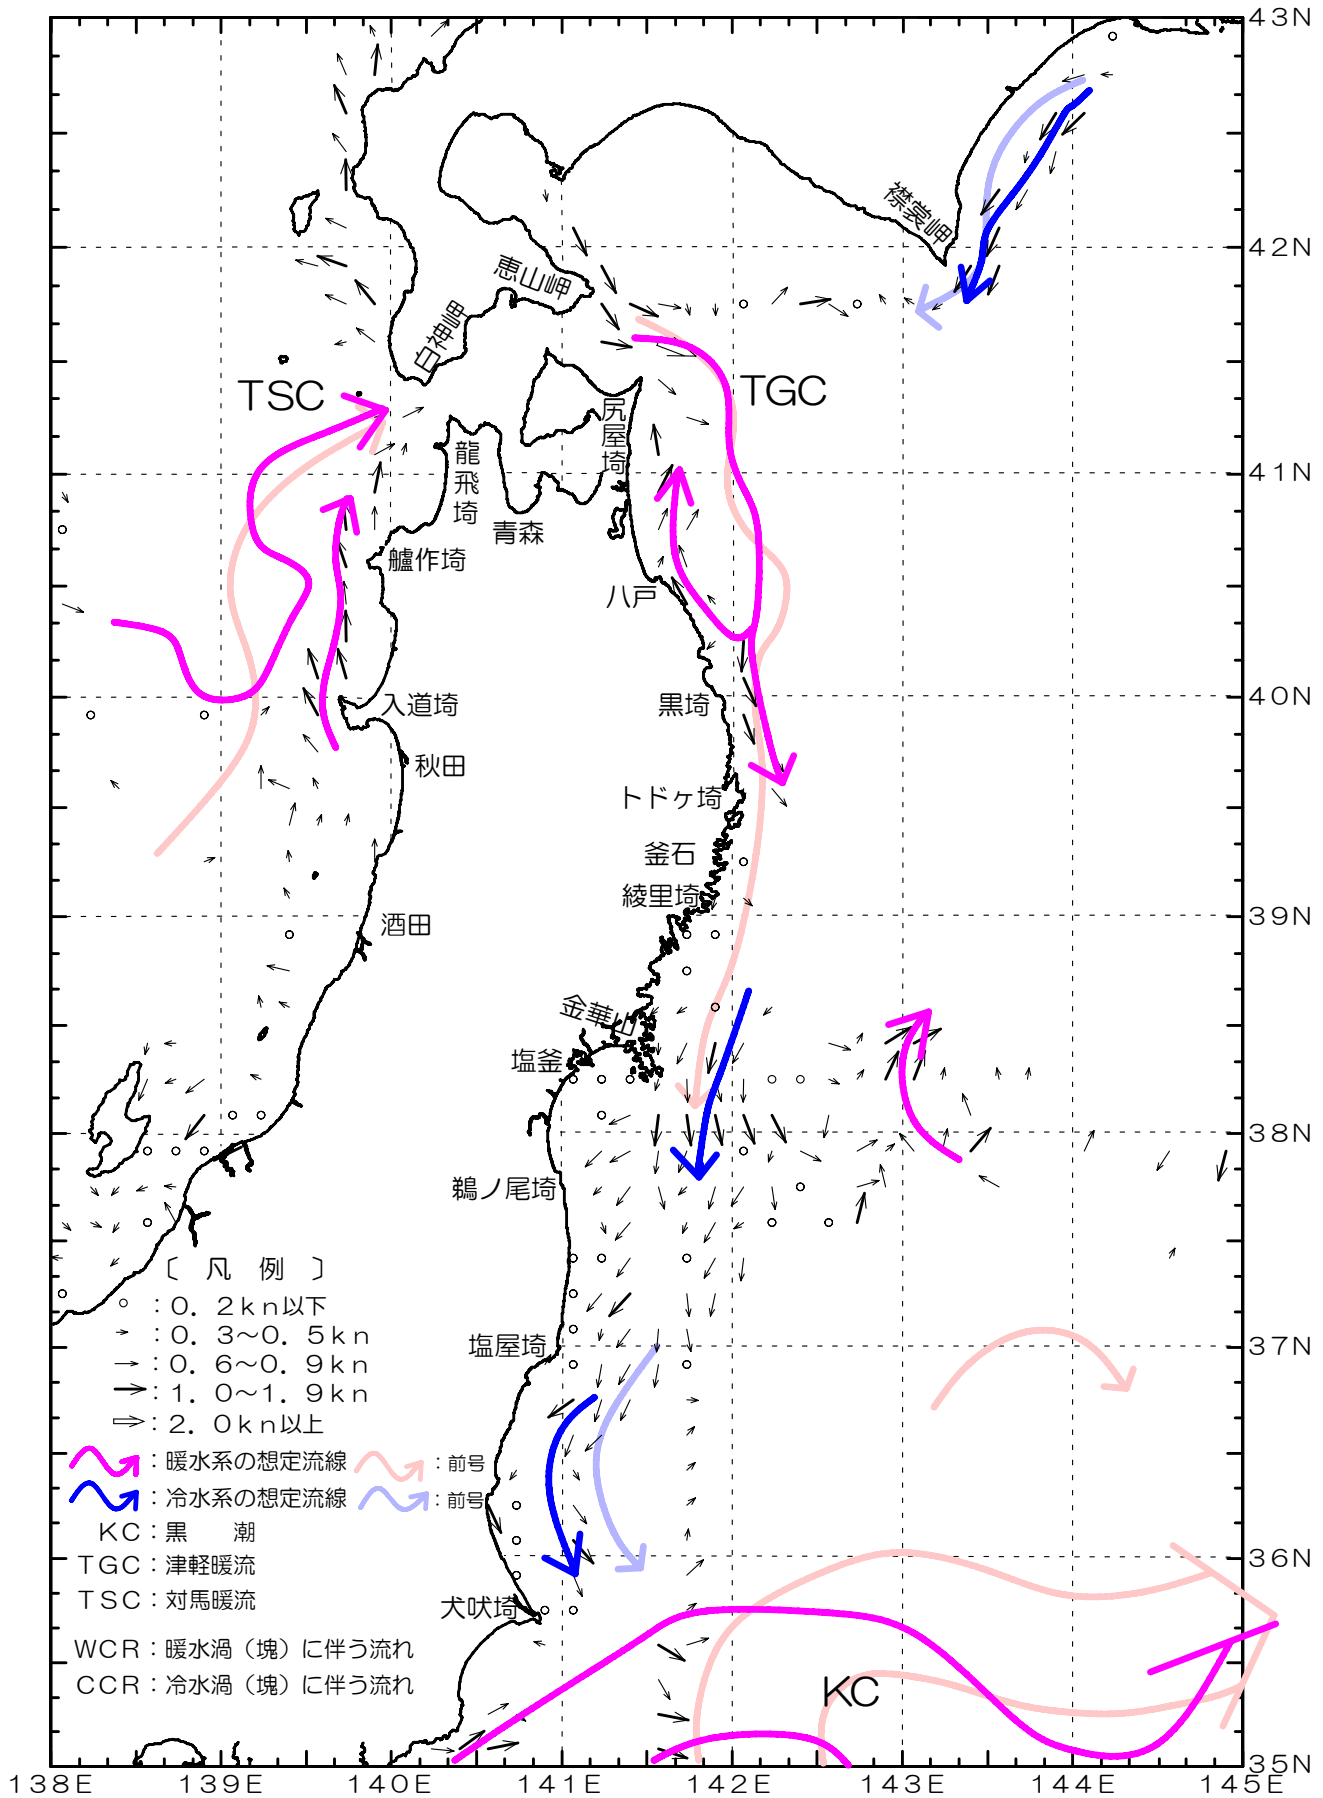 43N
襟裳岬
42N
恵山岬
白神岬
TSC
TGC
尻屋埼
41N
龍飛埼
青森
艫作埼
八戸
40N
入道埼
黒埼
秋田
トドヶ埼
釜石
綾里埼
39N
酒田
金華山
塩釜
38N
鵜ノ尾埼
〔 凡 例 〕
：0．2kn以下
：0．3～0．5kn
：0．6～0．9kn
：1．0～1．9kn
：2．0kn以上
塩屋埼
37N
：暖水系の想定流線 ：前号
：冷水系の想定流線 ：前号
KC：黒 潮
TGC：津軽暖流
TSC：対馬暖流
36N
犬吠埼
WCR：暖水渦（塊）に伴う流れ
CCR：冷水渦（塊）に伴う流れ
KC
35N
138E 139E 140E 141E 142E 143E 144E 145E